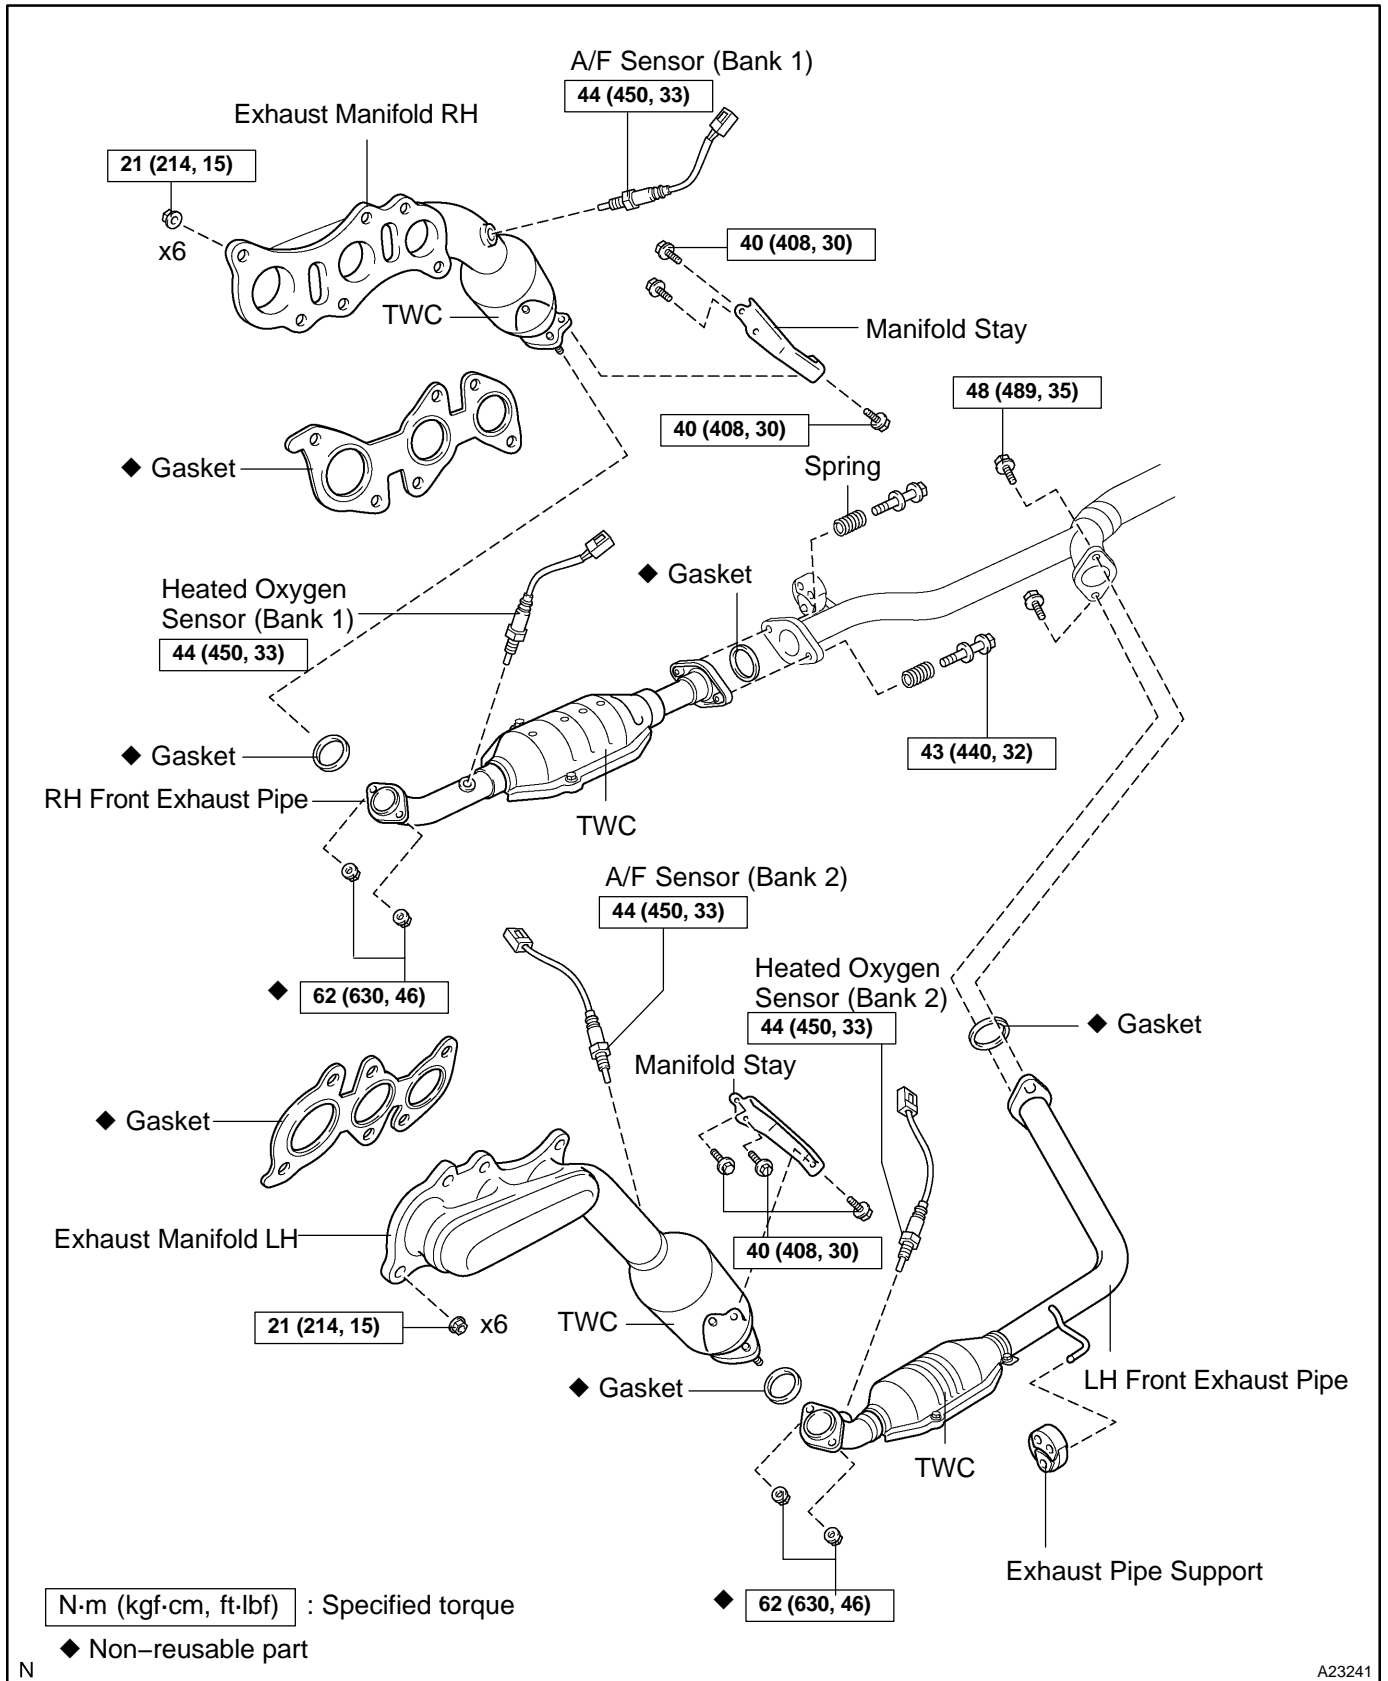 A/F Sensor (Bank 1)
44 (450, 33)
Exhaust Manifold RH
21 (214, 15)
x6
40 (408, 30)
TWC
Manifold Stay
48 (489, 35)
40 (408, 30)
◆ Gasket
Spring
◆ Gasket
Heated Oxygen
Sensor (Bank 1)
44 (450, 33)
◆ Gasket
43 (440, 32)
RH Front Exhaust Pipe
TWC
A/F Sensor (Bank 2)
44 (450, 33)
◆ 62 (630, 46)
Heated Oxygen
Sensor (Bank 2)
44 (450, 33)
◆ Gasket
Manifold Stay
◆ Gasket
Exhaust Manifold LH
40 (408, 30)
21 (214, 15)
x6
TWC
◆ Gasket
LH Front Exhaust Pipe
TWC
Exhaust Pipe Support
◆ 62 (630, 46)
N·m (kgf·cm, ft·lbf) : Specified torque
◆ Non−reusable part
N
A23241